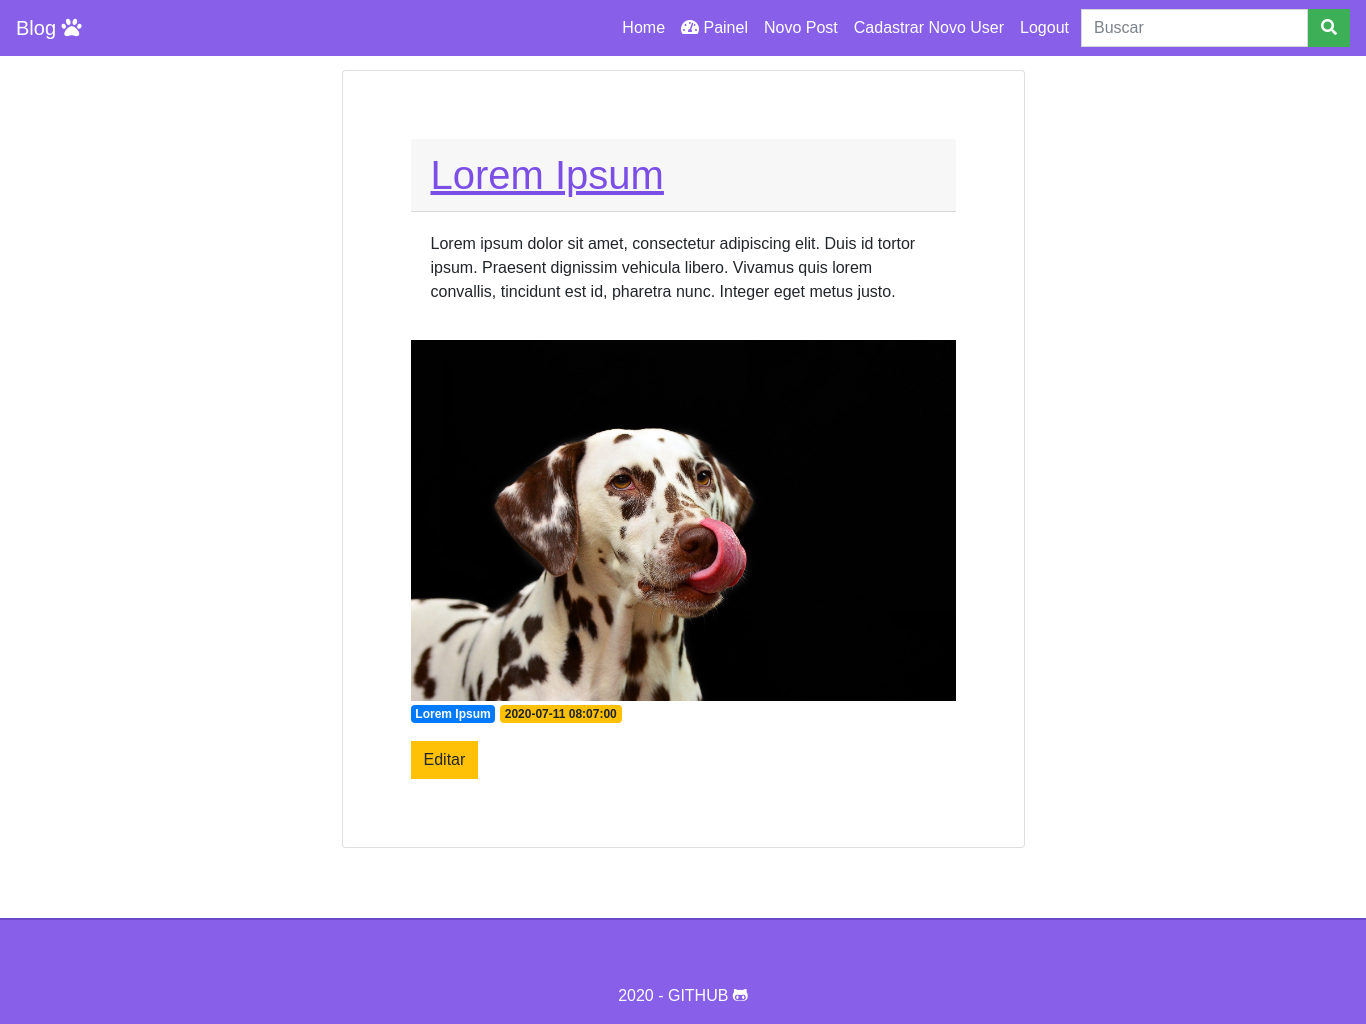 Blog
Home Painel Novo Post Cadastrar Novo User Logout Buscar
Lorem Ipsum
Lorem ipsum dolor sit amet, consectetur adipiscing elit. Duis id tortor
ipsum. Praesent dignissim vehicula libero. Vivamus quis lorem
convallis, tincidunt est id, pharetra nunc. Integer eget metus justo.
Lorem Ipsum 2020-07-11 08:07:00
Editar
2020 - GITHUB